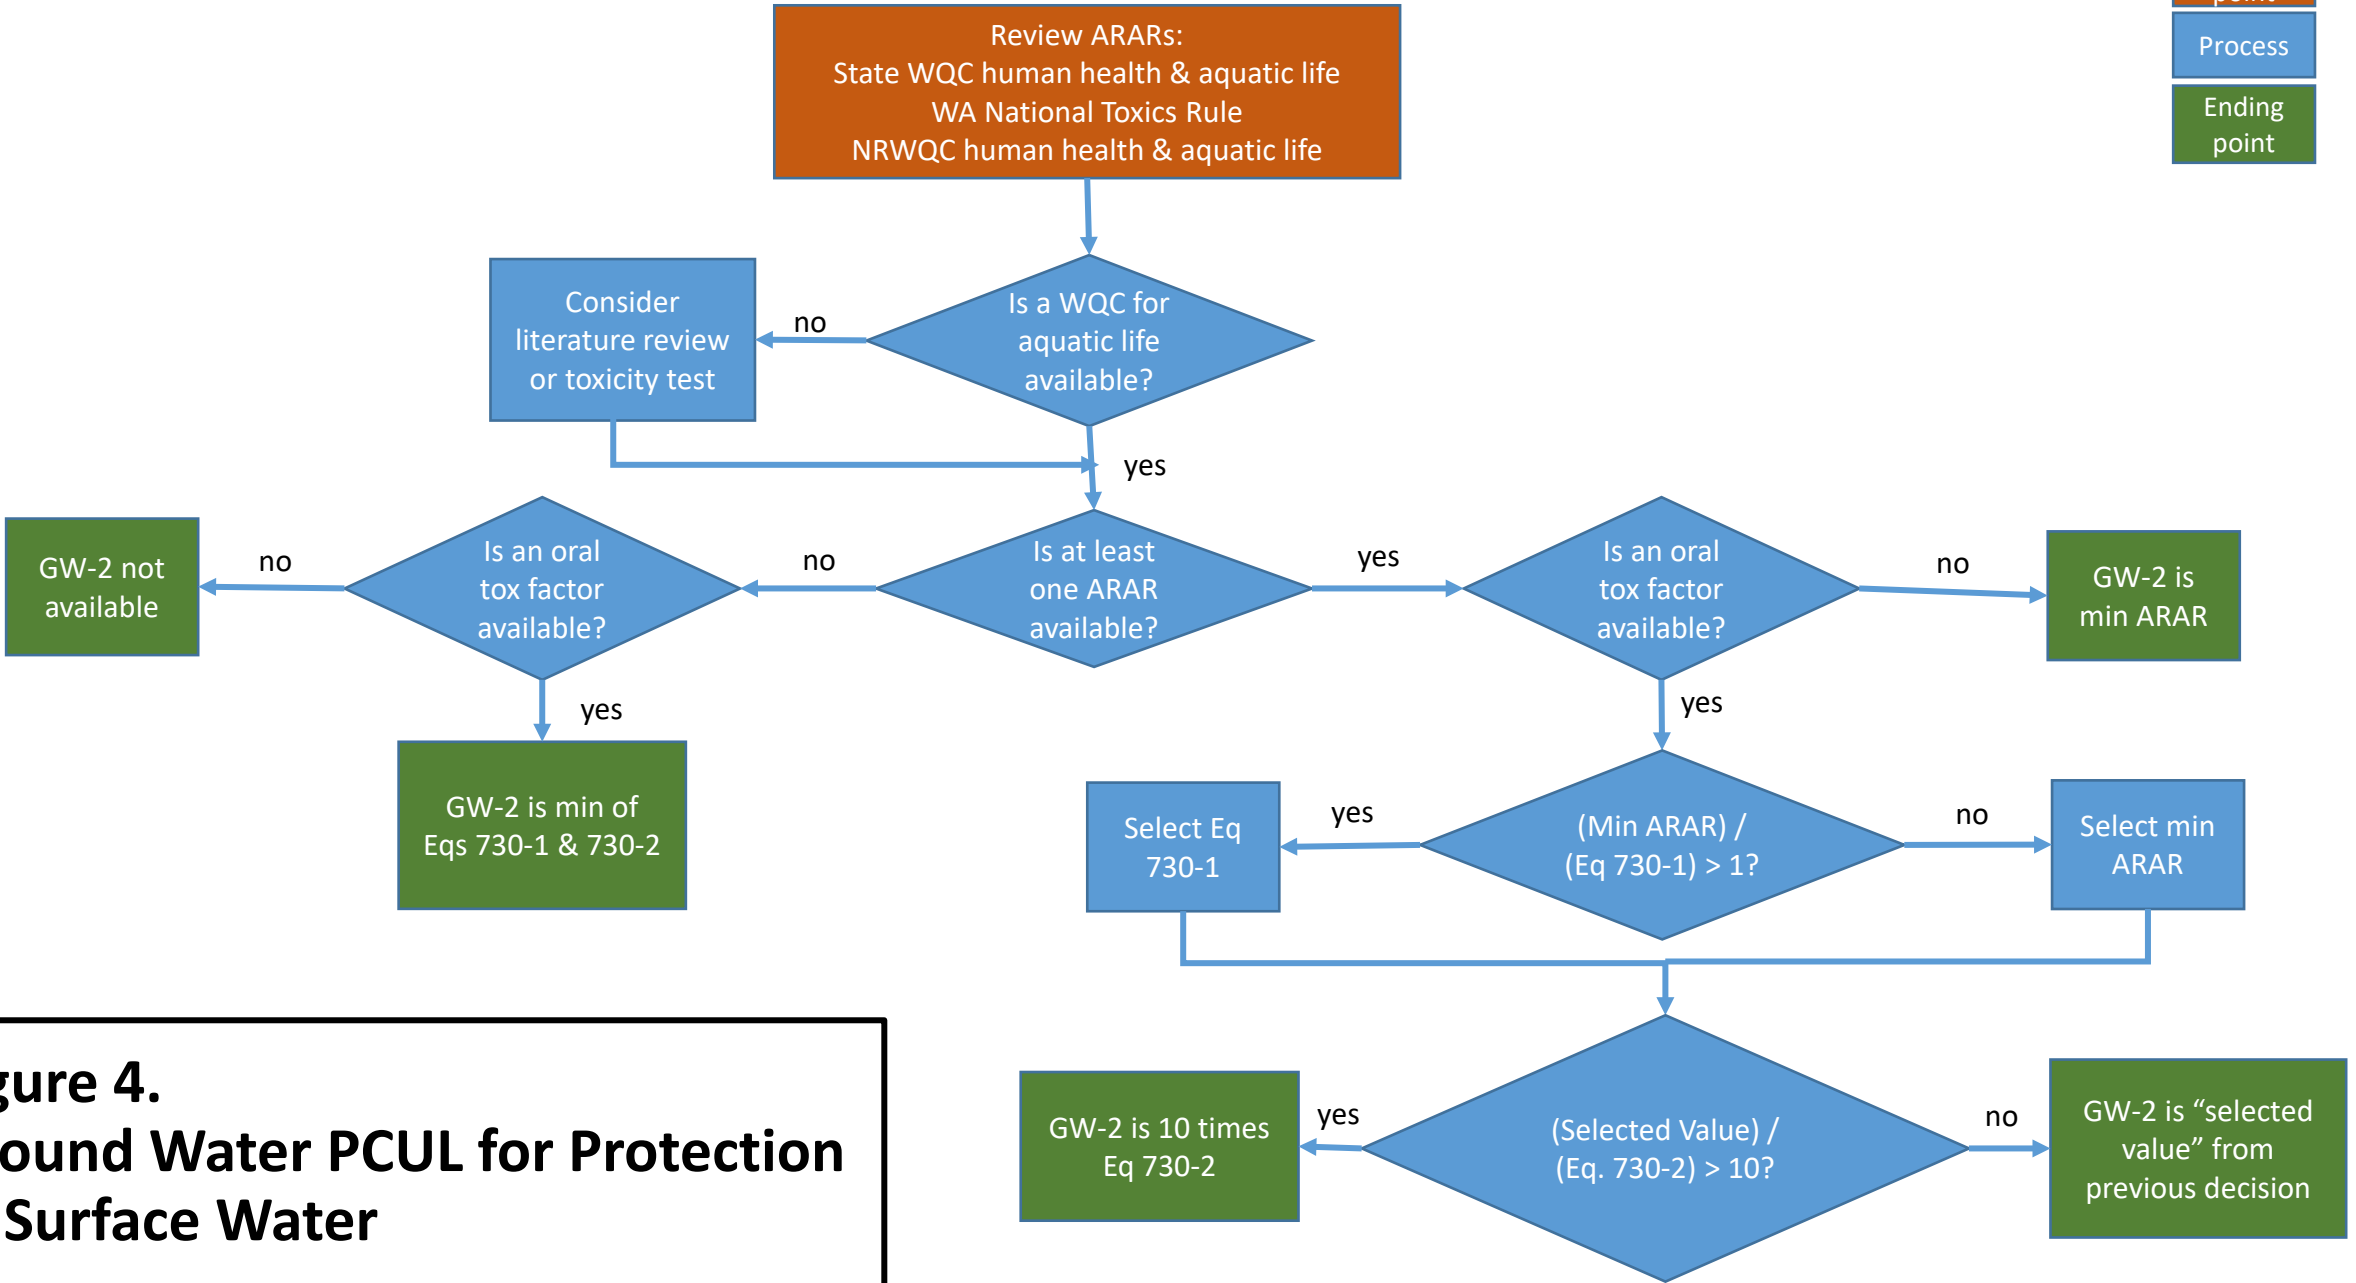 Review ARARs:
State WQC human health & aquatic life
WA National Toxics Rule
NRWQC human health & aquatic life
point
Process
Ending
point
Consider
literature review
or toxicity test
no
Is a WQC for
aquatic life
available?
yes
GW-2 not
available
no
Is an oral
tox factor
available?
no
Is at least
one ARAR
available?
yes
Is an oral
tox factor
available?
no
GW-2 is
min ARAR
yes
yes
GW-2 is min of
Eqs 730-1 & 730-2
Select Eq
730-1
yes
(Min ARAR) /
(Eq 730-1) > 1?
no
Select min
ARAR
GW-2 is 10 times
Eq 730-2
yes
(Selected Value) /
(Eq. 730-2) > 10?
no
GW-2 is “selected
value” from
previous decision
gure 4.
ound Water PCUL for Protection
Surface Water